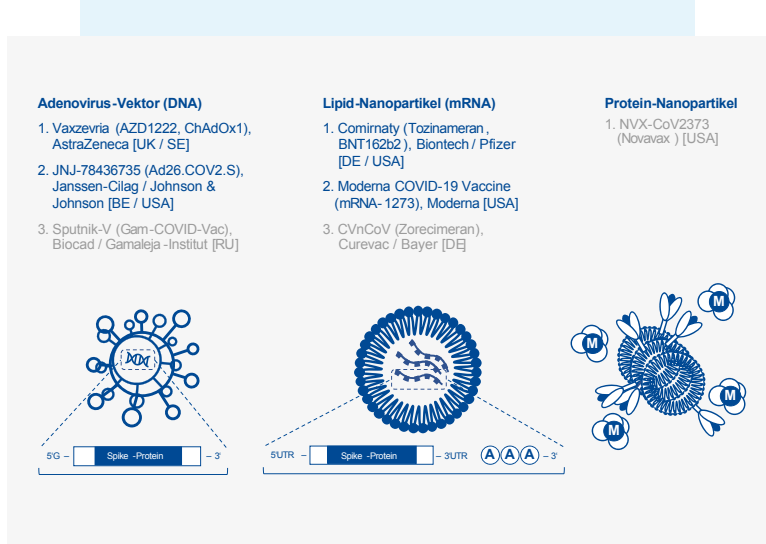 Adenovirus-Vektor (DNA)
1. Vaxzevria (AZD1222, ChAdOx1),
AstraZeneca [UK / SE]
2. JNJ-78436735 (Ad26.COV2.S),
Janssen-Cilag / Johnson &
Johnson [BE / USA]
3. Sputnik-V (Gam-COVID-Vac),
Biocad / Gamaleja-Institut [RU]
Lipid-Nanopartikel (mRNA)
1. Comirnaty (Tozinameran,
BNT162b2), Biontech / Pfizer
[DE / USA]
2. Moderna COVID-19 Vaccine
(mRNA-1273), Moderna [USA]
3. CVnCoV (Zorecimeran),
Curevac / Bayer [DE]
Protein-Nanopartikel
1. NVX-CoV2373
(Novavax) [USA]
M
M
M
M
5'G – Spike-Protein – 3'
5'UTR – Spike-Protein – 3'UTR A A A – 3'